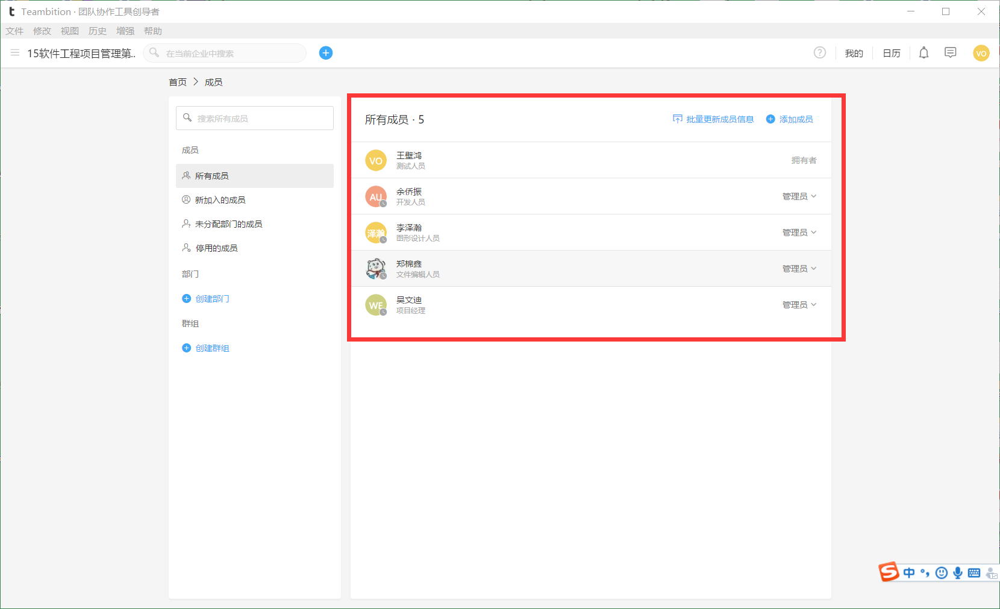 Teambition · 团队协作工具创导者
文件 修改 视图 历史 增强 帮助
15软件工程项目管理第..
在当前企业中搜索
我的
日历
VO
首页 > 成员
搜索所有成员
成员
所有成员
新加入的成员
未分配部门的成员
停用的成员
部门
创建部门
群组
创建群组
所有成员 · 5
批量更新成员信息
添加成员
VO
王壁鸿
测试人员
拥有者
AU
余侨振
开发人员
管理员
泽瀚
李泽瀚
图形设计人员
管理员
郑棉鑫
文件编辑人员
管理员
WE
吴文迪
项目经理
管理员
中